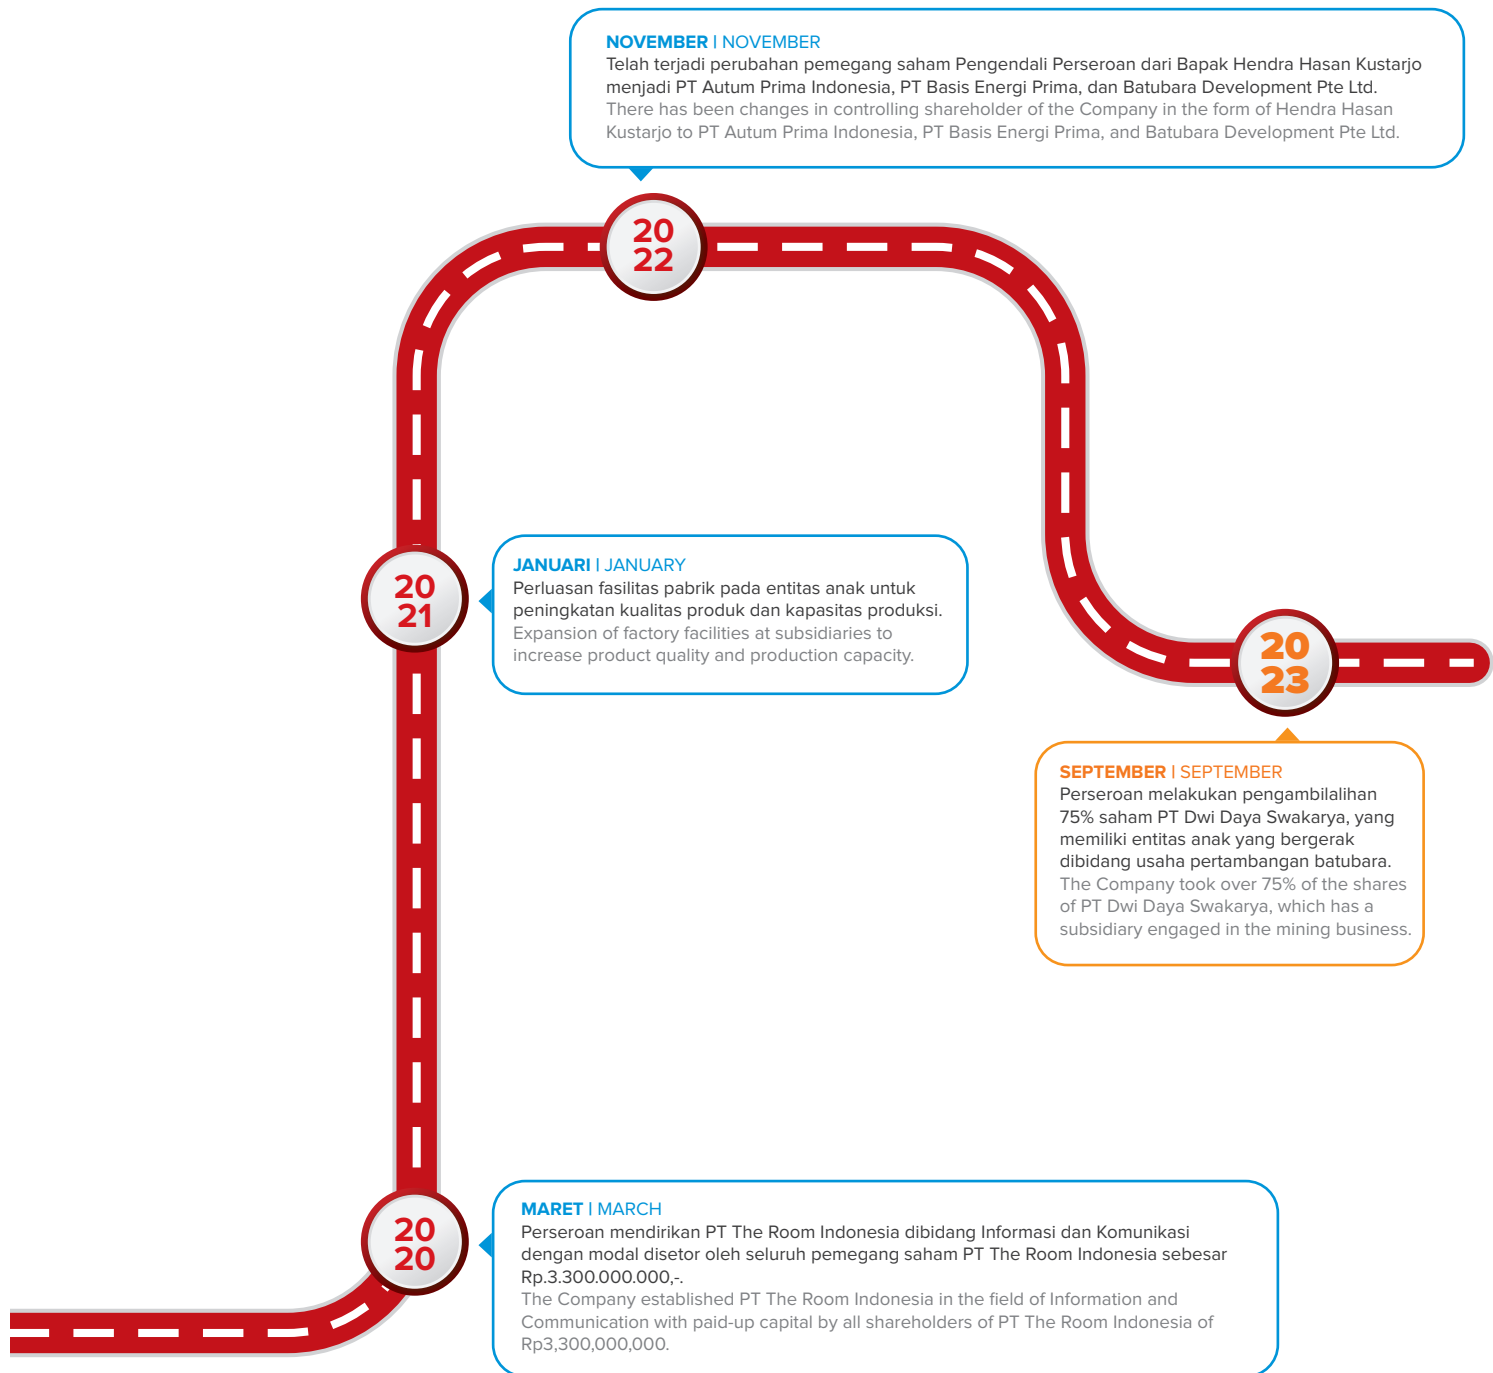 NOVEMBER | NOVEMBER
Telah terjadi perubahan pemegang saham Pengendali Perseroan dari Bapak Hendra Hasan Kustarjo
menjadi PT Autum Prima Indonesia, PT Basis Energi Prima, dan Batubara Development Pte Ltd.
There has been changes in controlling shareholder of the Company in the form of Hendra Hasan
Kustarjo to PT Autum Prima Indonesia, PT Basis Energi Prima, and Batubara Development Pte Ltd.
20
22
JANUARI | JANUARY
Perluasan fasilitas pabrik pada entitas anak untuk
peningkatan kualitas produk dan kapasitas produksi.
Expansion of factory facilities at subsidiaries to
increase product quality and production capacity.
20
21
20
23
SEPTEMBER | SEPTEMBER
Perseroan melakukan pengambilalihan
75% saham PT Dwi Daya Swakarya, yang
memiliki entitas anak yang bergerak
dibidang usaha pertambangan batubara.
The Company took over 75% of the shares
of PT Dwi Daya Swakarya, which has a
subsidiary engaged in the mining business.
20
20
MARET | MARCH
Perseroan mendirikan PT The Room Indonesia dibidang Informasi dan Komunikasi
dengan modal disetor oleh seluruh pemegang saham PT The Room Indonesia sebesar
Rp.3.300.000.000,-.
The Company established PT The Room Indonesia in the field of Information and
Communication with paid-up capital by all shareholders of PT The Room Indonesia of
Rp3,300,000,000.